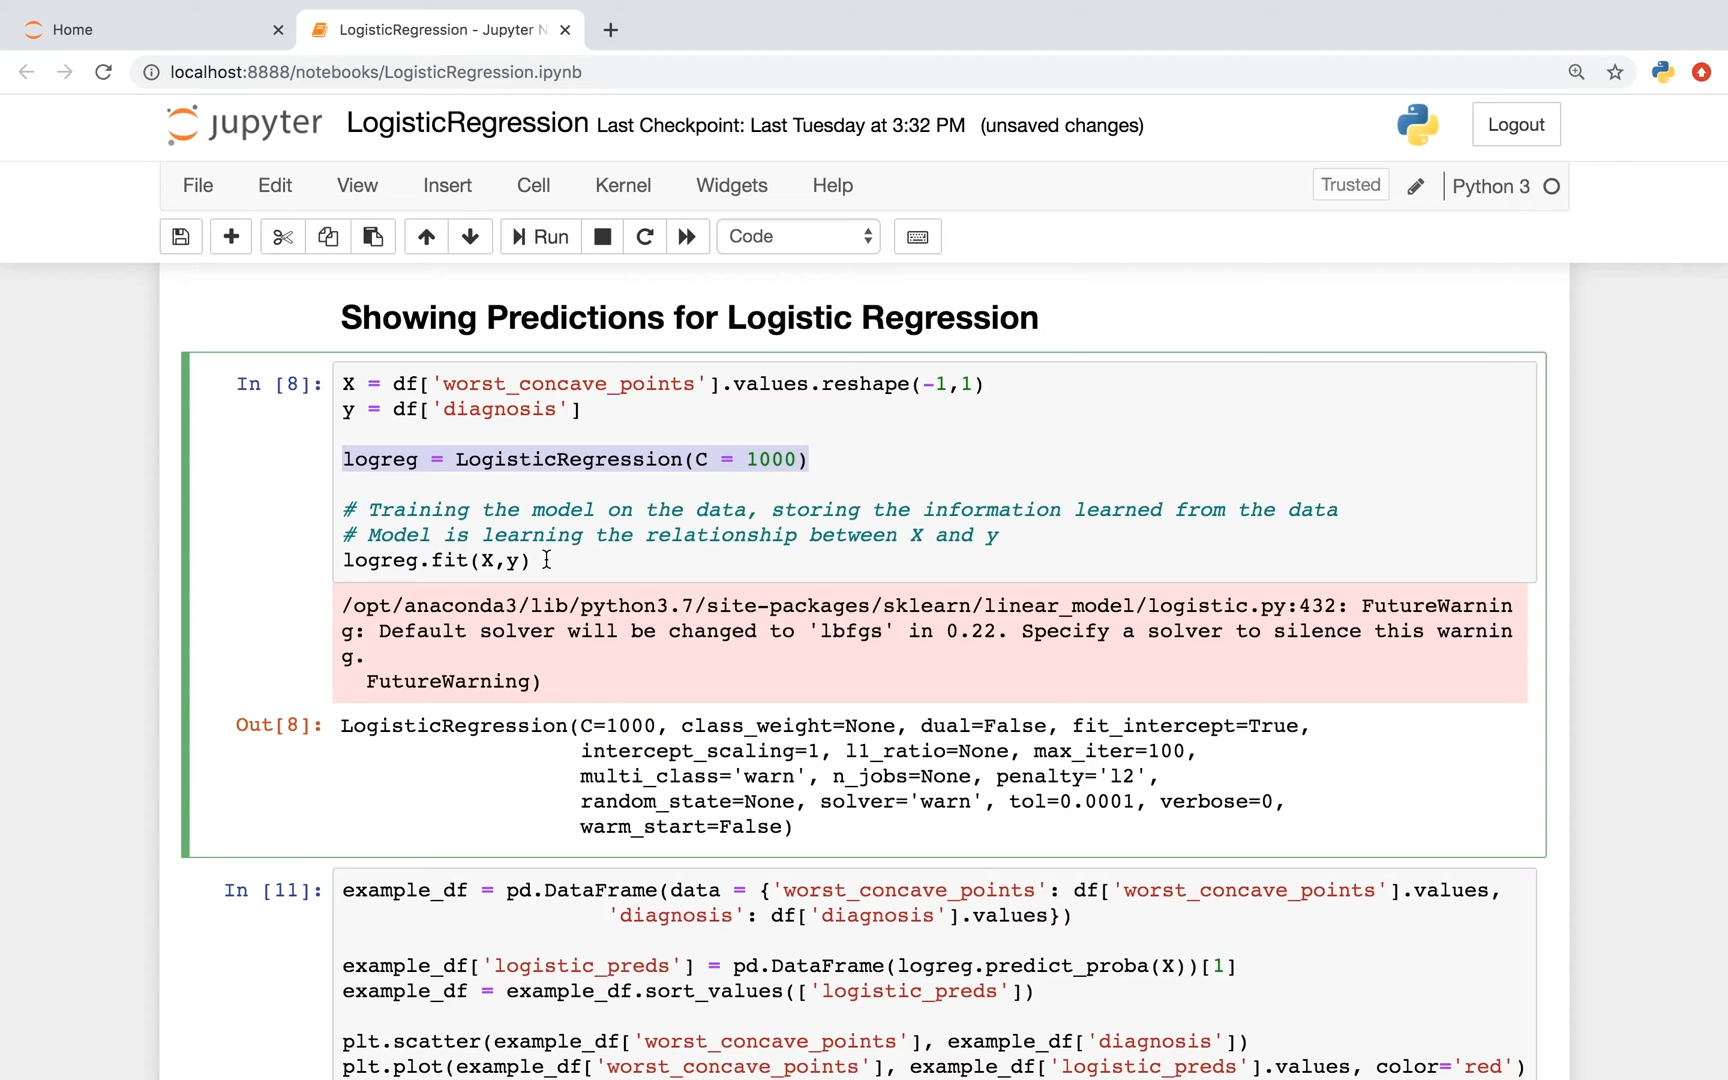 Home
LogisticRegression - Jupyter N
localhost:8888/notebooks/LogisticRegression.ipynb
jupyter LogisticRegression Last Checkpoint: Last Tuesday at 3:32 PM (unsaved changes)
Logout
File Edit View Insert Cell Kernel Widgets Help
Trusted
Python 3
Run
Code
Showing Predictions for Logistic Regression
In [8]: X = df['worst_concave_points'].values.reshape(-1,1)
y = df['diagnosis']
logreg = LogisticRegression(C = 1000)
# Training the model on the data, storing the information learned from the data
# Model is learning the relationship between X and y
logreg.fit(X,y)
/opt/anaconda3/lib/python3.7/site-packages/sklearn/linear_model/logistic.py:432: FutureWarnin
g: Default solver will be changed to 'lbfgs' in 0.22. Specify a solver to silence this warnin
g.
FutureWarning)
Out[8]: LogisticRegression(C=1000, class_weight=None, dual=False, fit_intercept=True,
intercept_scaling=1, l1_ratio=None, max_iter=100,
multi_class='warn', n_jobs=None, penalty='l2',
random_state=None, solver='warn', tol=0.0001, verbose=0,
warm_start=False)
In [11]: example_df = pd.DataFrame(data = {'worst_concave_points': df['worst_concave_points'].values,
'diagnosis': df['diagnosis'].values})
example_df['logistic_preds'] = pd.DataFrame(logreg.predict_proba(X))[1]
example_df = example_df.sort_values(['logistic_preds'])
plt.scatter(example_df['worst_concave_points'], example_df['diagnosis'])
plt.plot(example_df['worst_concave_points'], example_df['logistic_preds'].values, color='red')